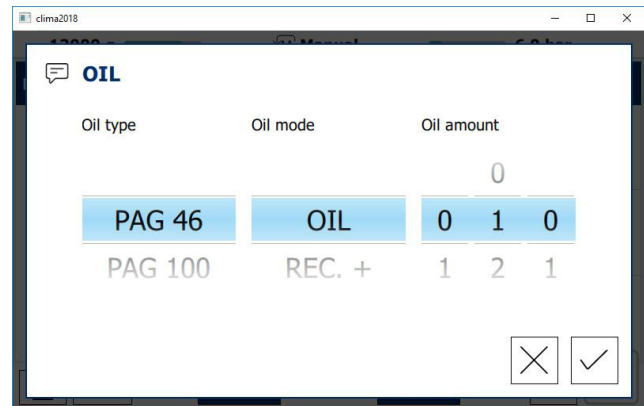 clima2018
OIL
Oil type Oil mode Oil amount
0
PAG 46 OIL 0 1 0
PAG 100 REC. + 1 2 1